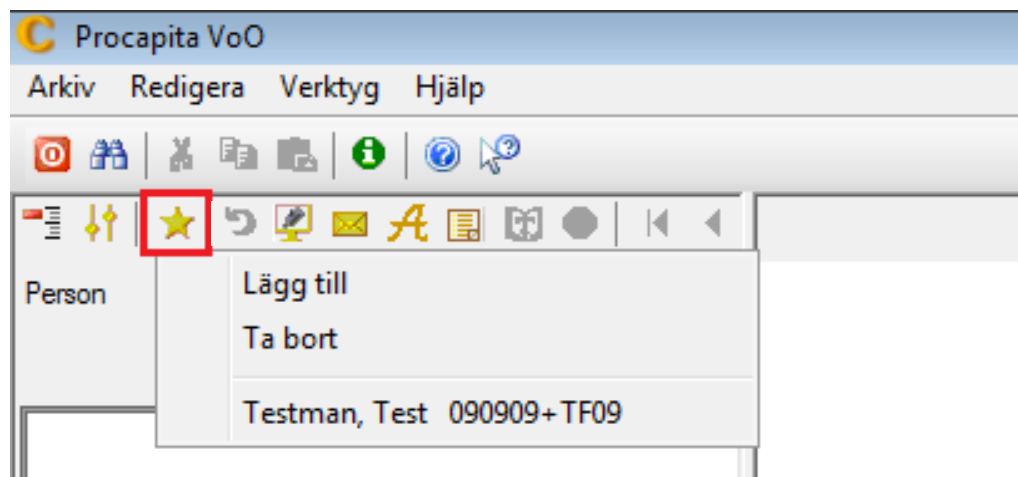 Procapita VoO
Arkiv Redigera Verktyg Hjälp
Person
Lägg till
Ta bort
Testman, Test 090909+TF09